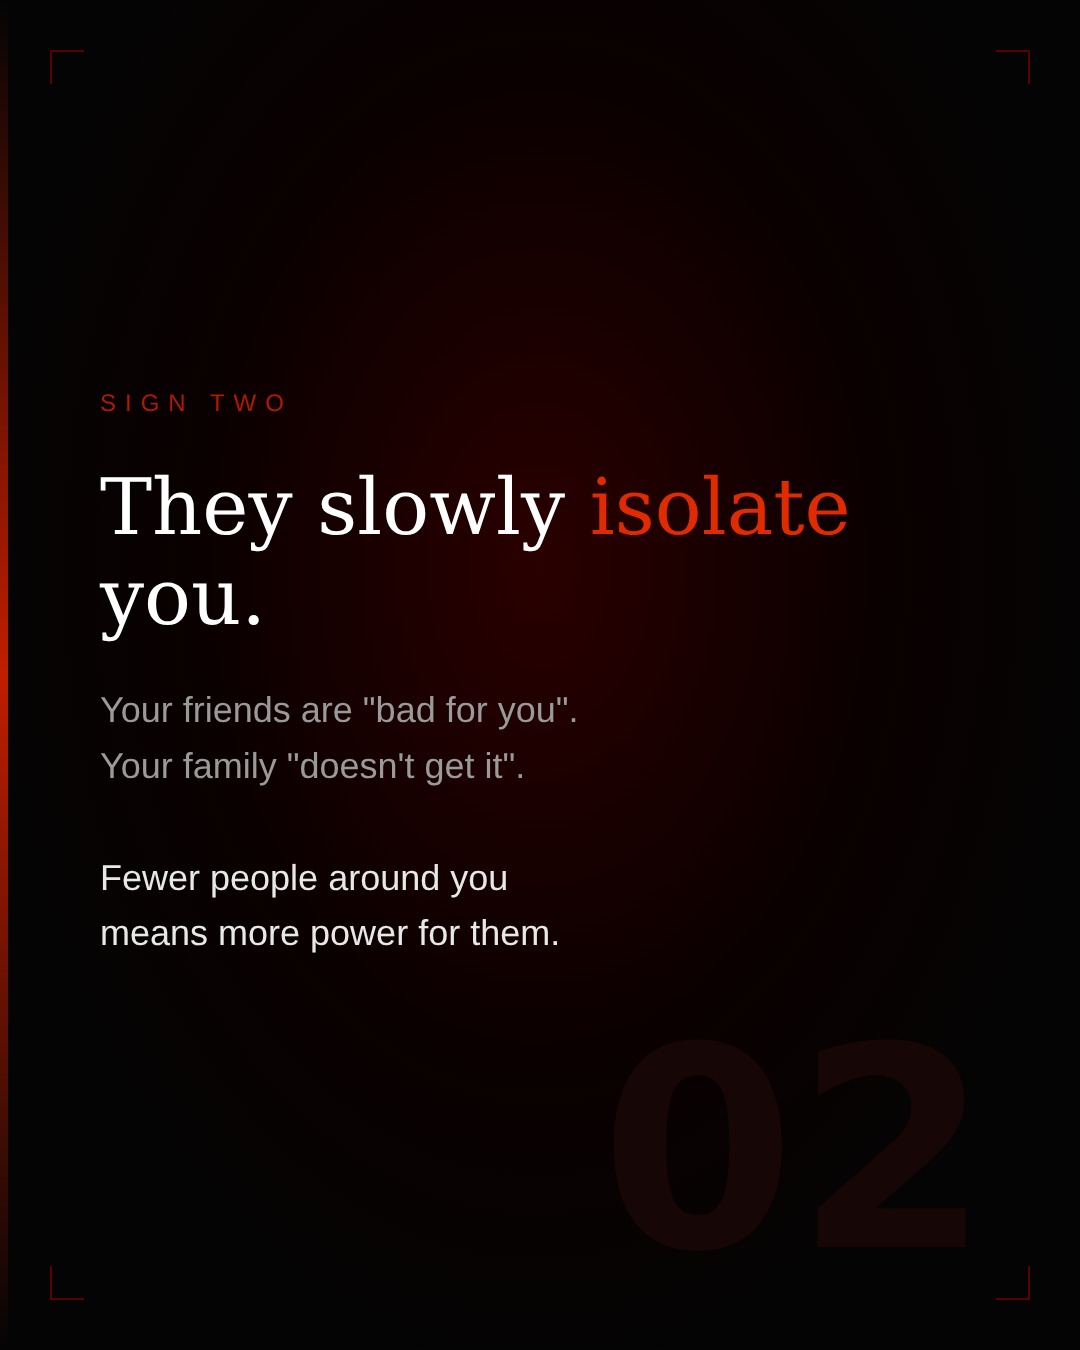 SIGN TWO
They slowly isolate
you.
Your friends are "bad for you".
Your family "doesn't get it".
Fewer people around you
means more power for them.
02